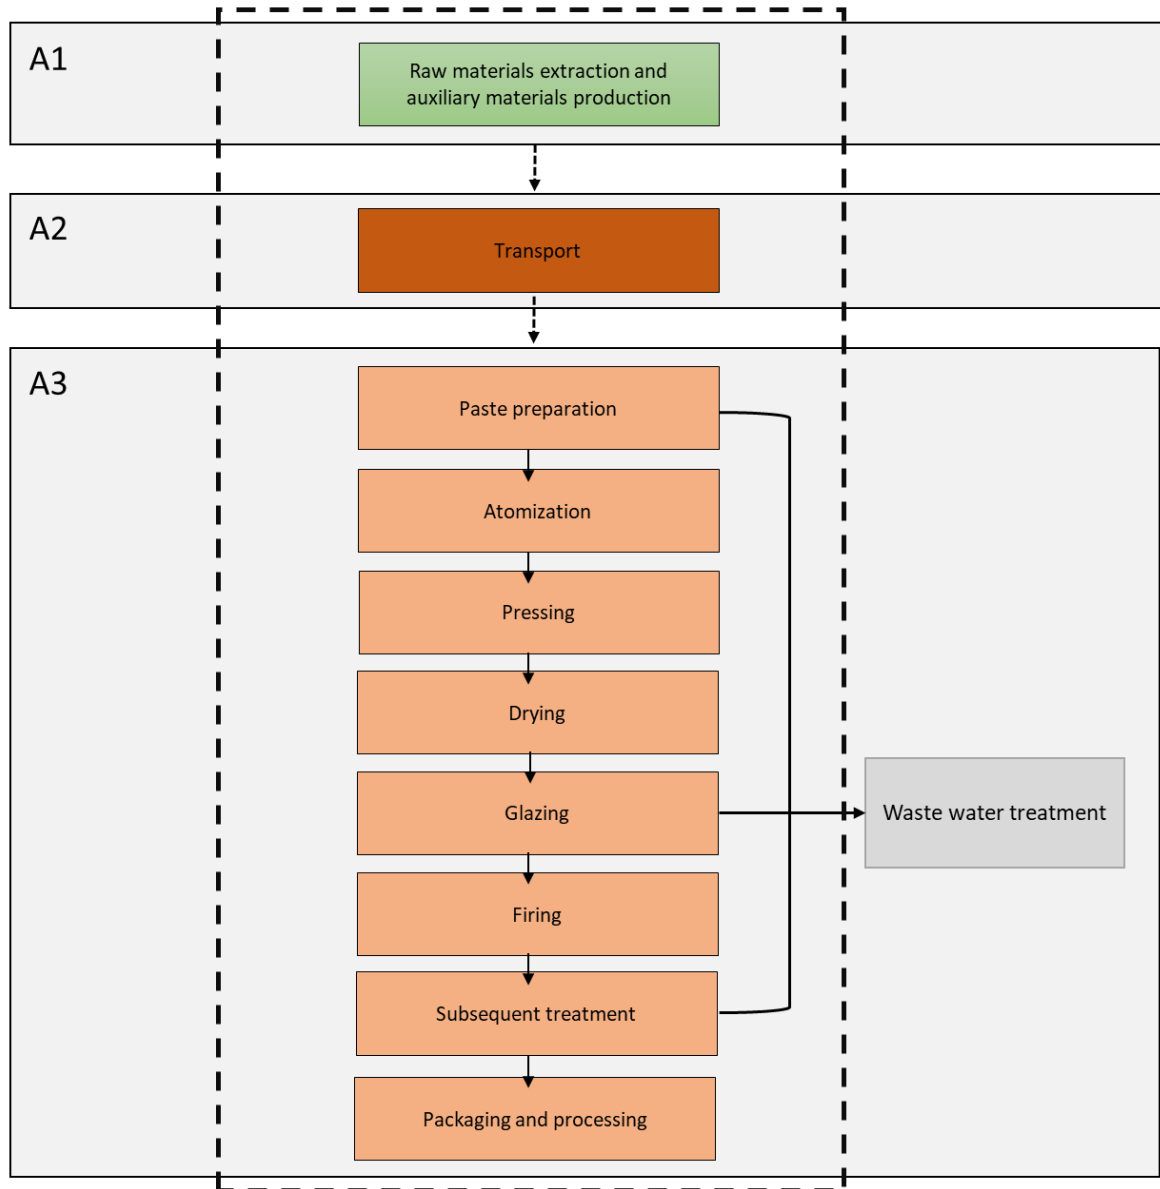 A1
Raw materials extraction and
auxiliary materials production
A2
Transport
A3
Paste preparation
Atomization
Pressing
Drying
Glazing
Waste water treatment
Firing
Subsequent treatment
Packaging and processing